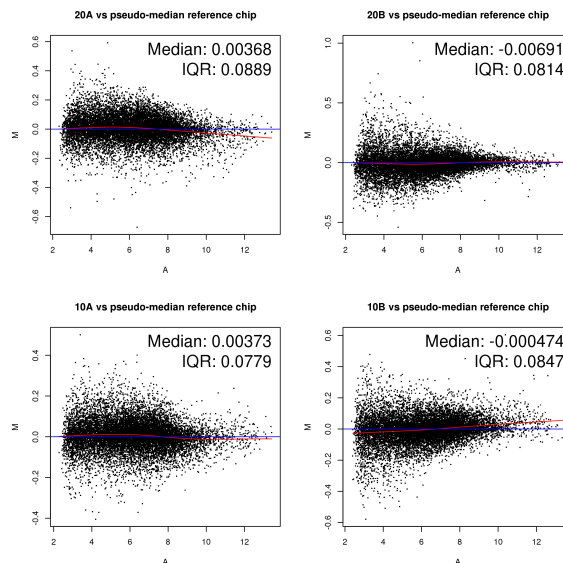 20A vs pseudo-median reference chip
Median: 0.00368
IQR: 0.0889
M
0.6
0.4
0.2
0.0
-0.2
-0.4
-0.6
2 4 6 8 10 12
A
20B vs pseudo-median reference chip
Median: -0.00691
IQR: 0.0814
M
1.0
0.5
0.0
-0.5
2 4 6 8 10 12
A
10A vs pseudo-median reference chip
Median: 0.00373
IQR: 0.0779
M
0.4
0.2
0.0
-0.2
-0.4
2 4 6 8 10 12
A
10B vs pseudo-median reference chip
Median: -0.000474
IQR: 0.0847
M
0.6
0.4
0.2
0.0
-0.2
-0.4
-0.6
2 4 6 8 10 12
A